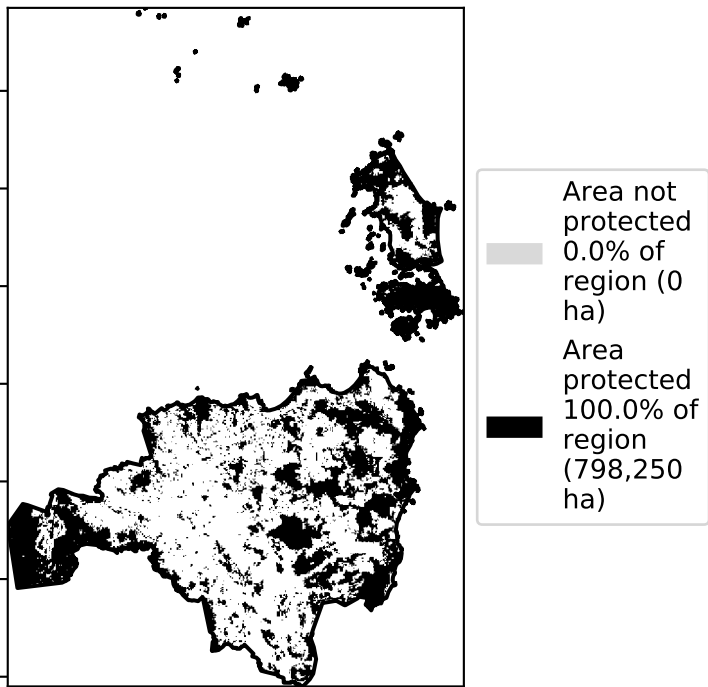 Area not
protected
0.0% of
region (0
ha)
Area
protected
100.0% of
region
(798,250
ha)